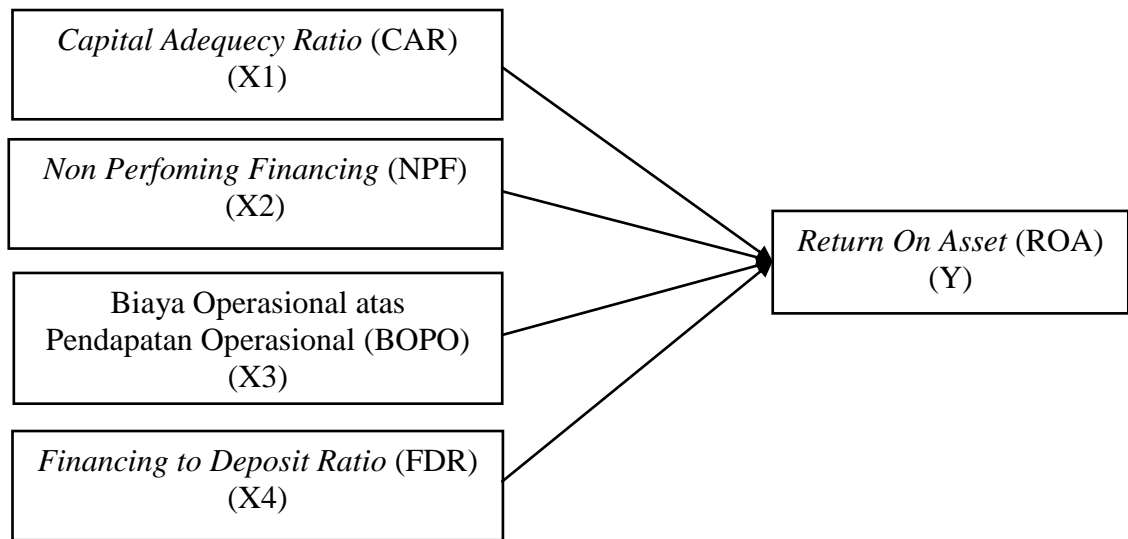 Capital Adequecy Ratio (CAR)
(X1)
Non Perfoming Financing (NPF)
(X2)
Biaya Operasional atas
Pendapatan Operasional (BOPO)
(X3)
Financing to Deposit Ratio (FDR)
(X4)
Return On Asset (ROA)
(Y)